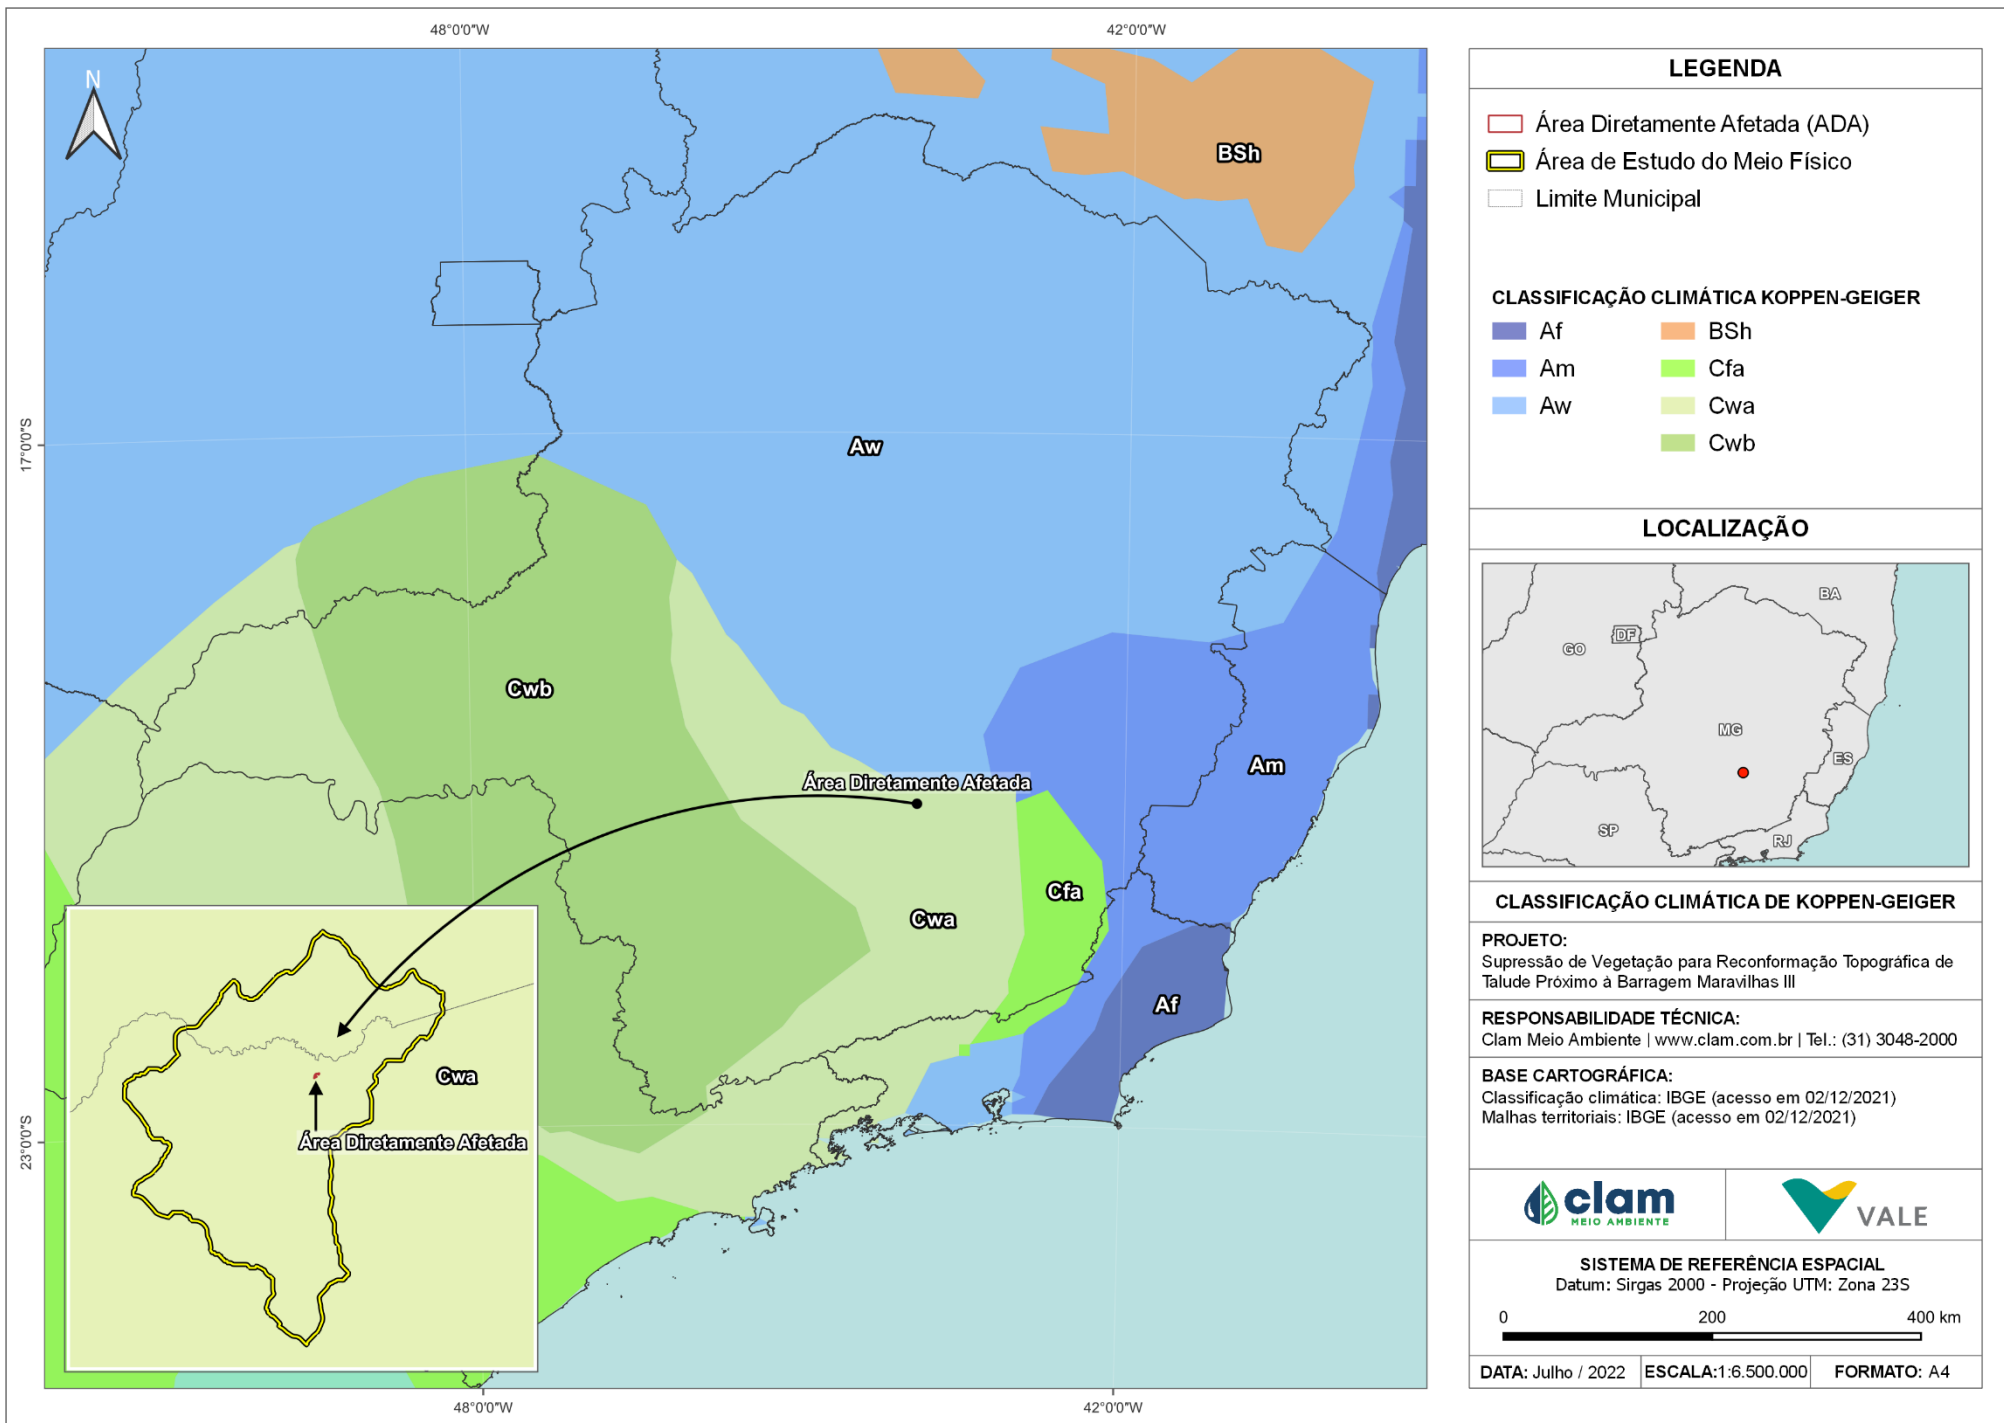 48°0'0"W
42°0'0"W
N
BSh
17°0'0"S
Aw
Cwb
Am
Área Diretamente Afetada
Cfa
Cwa
Af
Cwa
Área Diretamente Afetada
23°0'0"S
48°0'0"W
42°0'0"W
LEGENDA
Área Diretamente Afetada (ADA)
Área de Estudo do Meio Físico
Limite Municipal
CLASSIFICAÇÃO CLIMÁTICA KOPPEN-GEIGER
Af
Am
Aw
BSh
Cfa
Cwa
Cwb
LOCALIZAÇÃO
BA
DF
GO
MG
ES
SP
RJ
CLASSIFICAÇÃO CLIMÁTICA DE KOPPEN-GEIGER
PROJETO:
Supressão de Vegetação para Reconformação Topográfica de
Talude Próximo à Barragem Maravilhas III
RESPONSABILIDADE TÉCNICA:
Clam Meio Ambiente | www.clam.com.br | Tel.: (31) 3048-2000
BASE CARTOGRÁFICA:
Classificação climática: IBGE (acesso em 02/12/2021)
Malhas territoriais: IBGE (acesso em 02/12/2021)
clam
MEIO AMBIENTE
VALE
SISTEMA DE REFERÊNCIA ESPACIAL
Datum: Sirgas 2000 - Projeção UTM: Zona 23S
0 200 400 km
DATA: Julho / 2022 ESCALA:1:6.500.000 FORMATO: A4